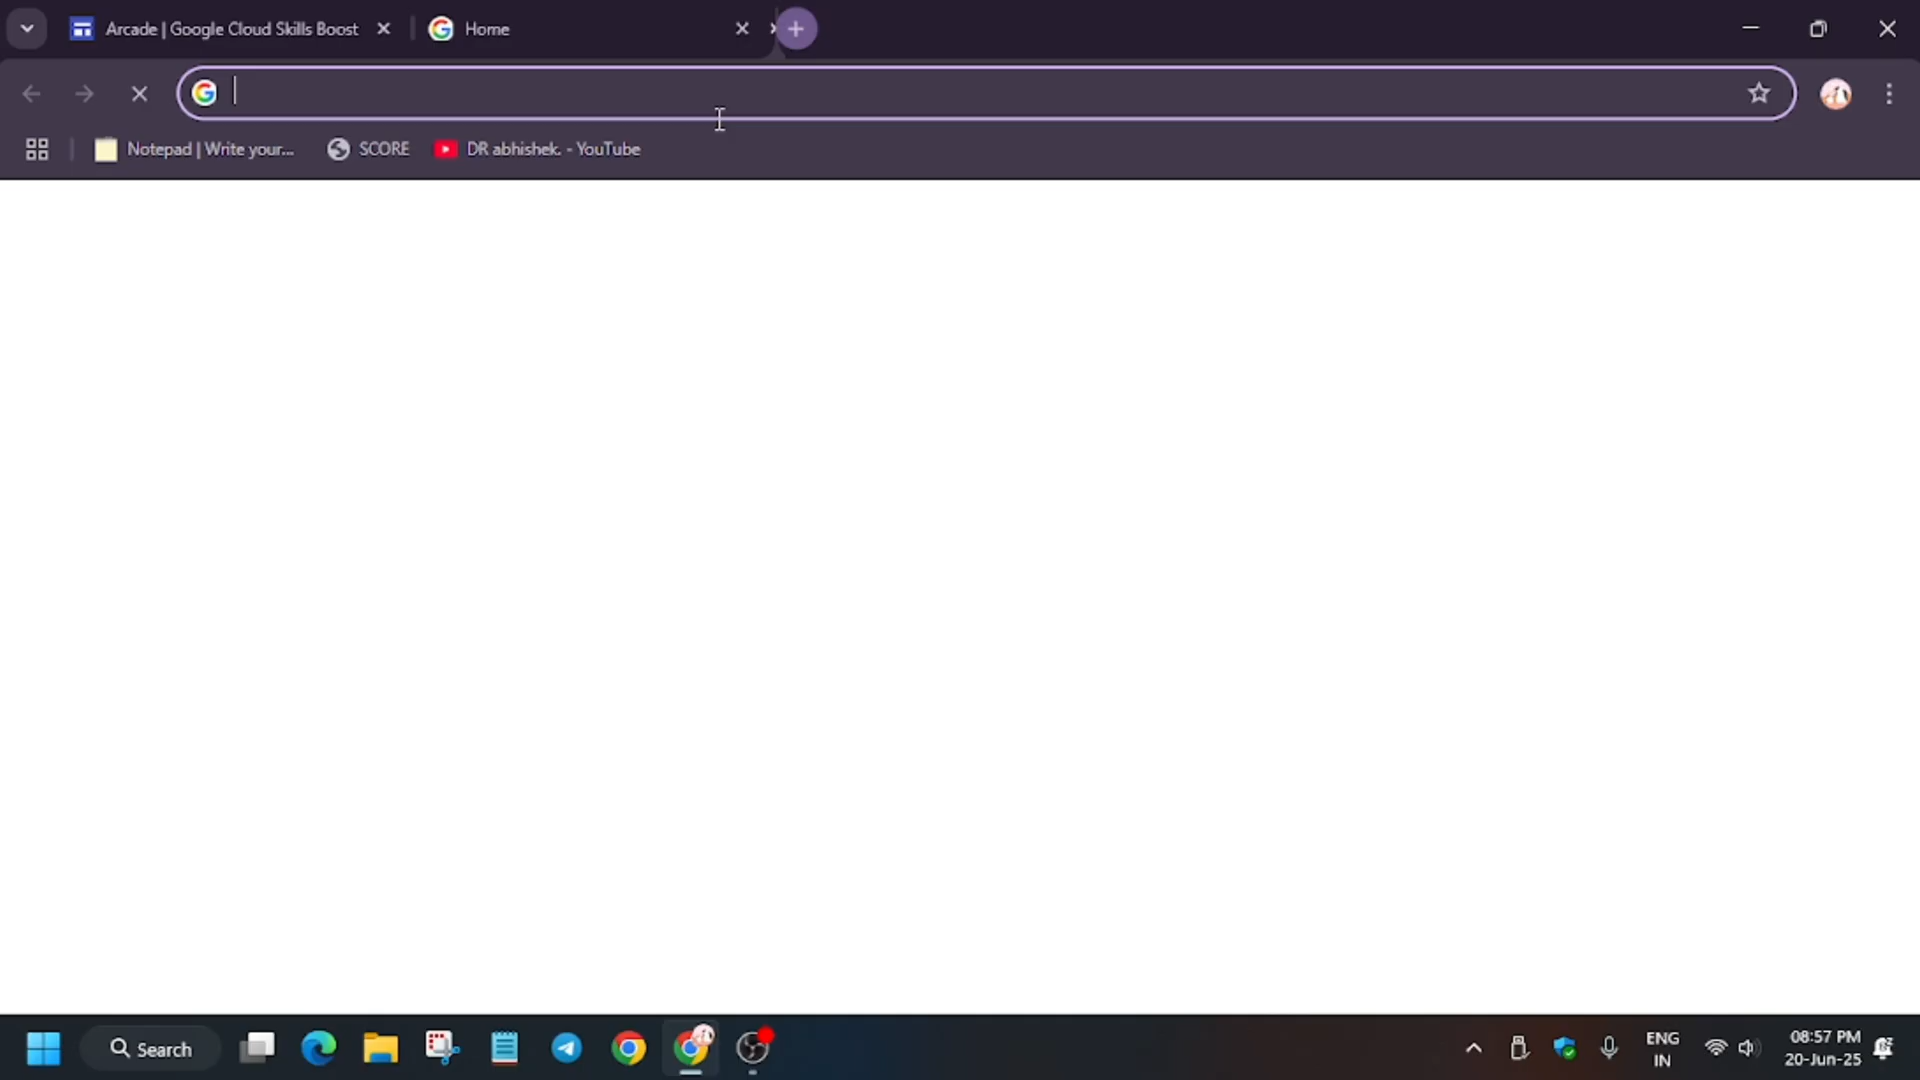 Arcade | Google Cloud Skills Boost
Home
Notepad | Write your...
SCORE
DR abhishek. - YouTube
Search
ENG
IN
08:57 PM
20-Jun-25